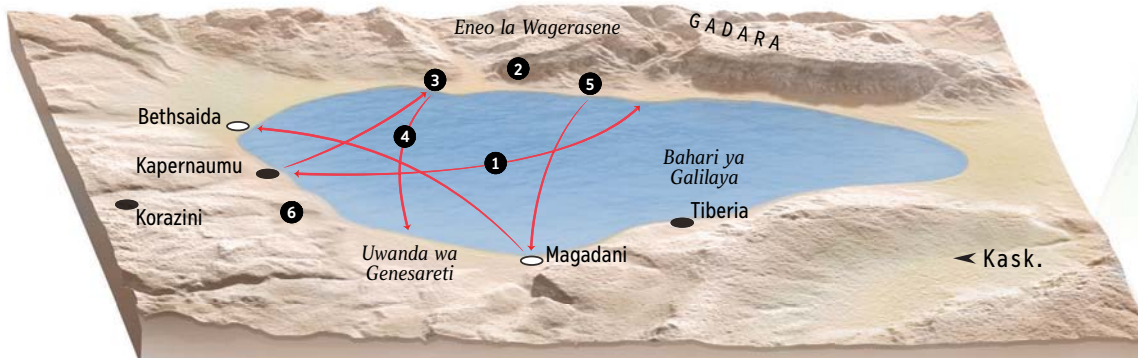 Eneo la Wagerasene
GADARA
3
2
5
Bethsaida
4
Kapernaumu
1
Bahari ya
Galilaya
Korazini
6
Tiberia
Uwanda wa
Genesareti
Magadani
Kask.